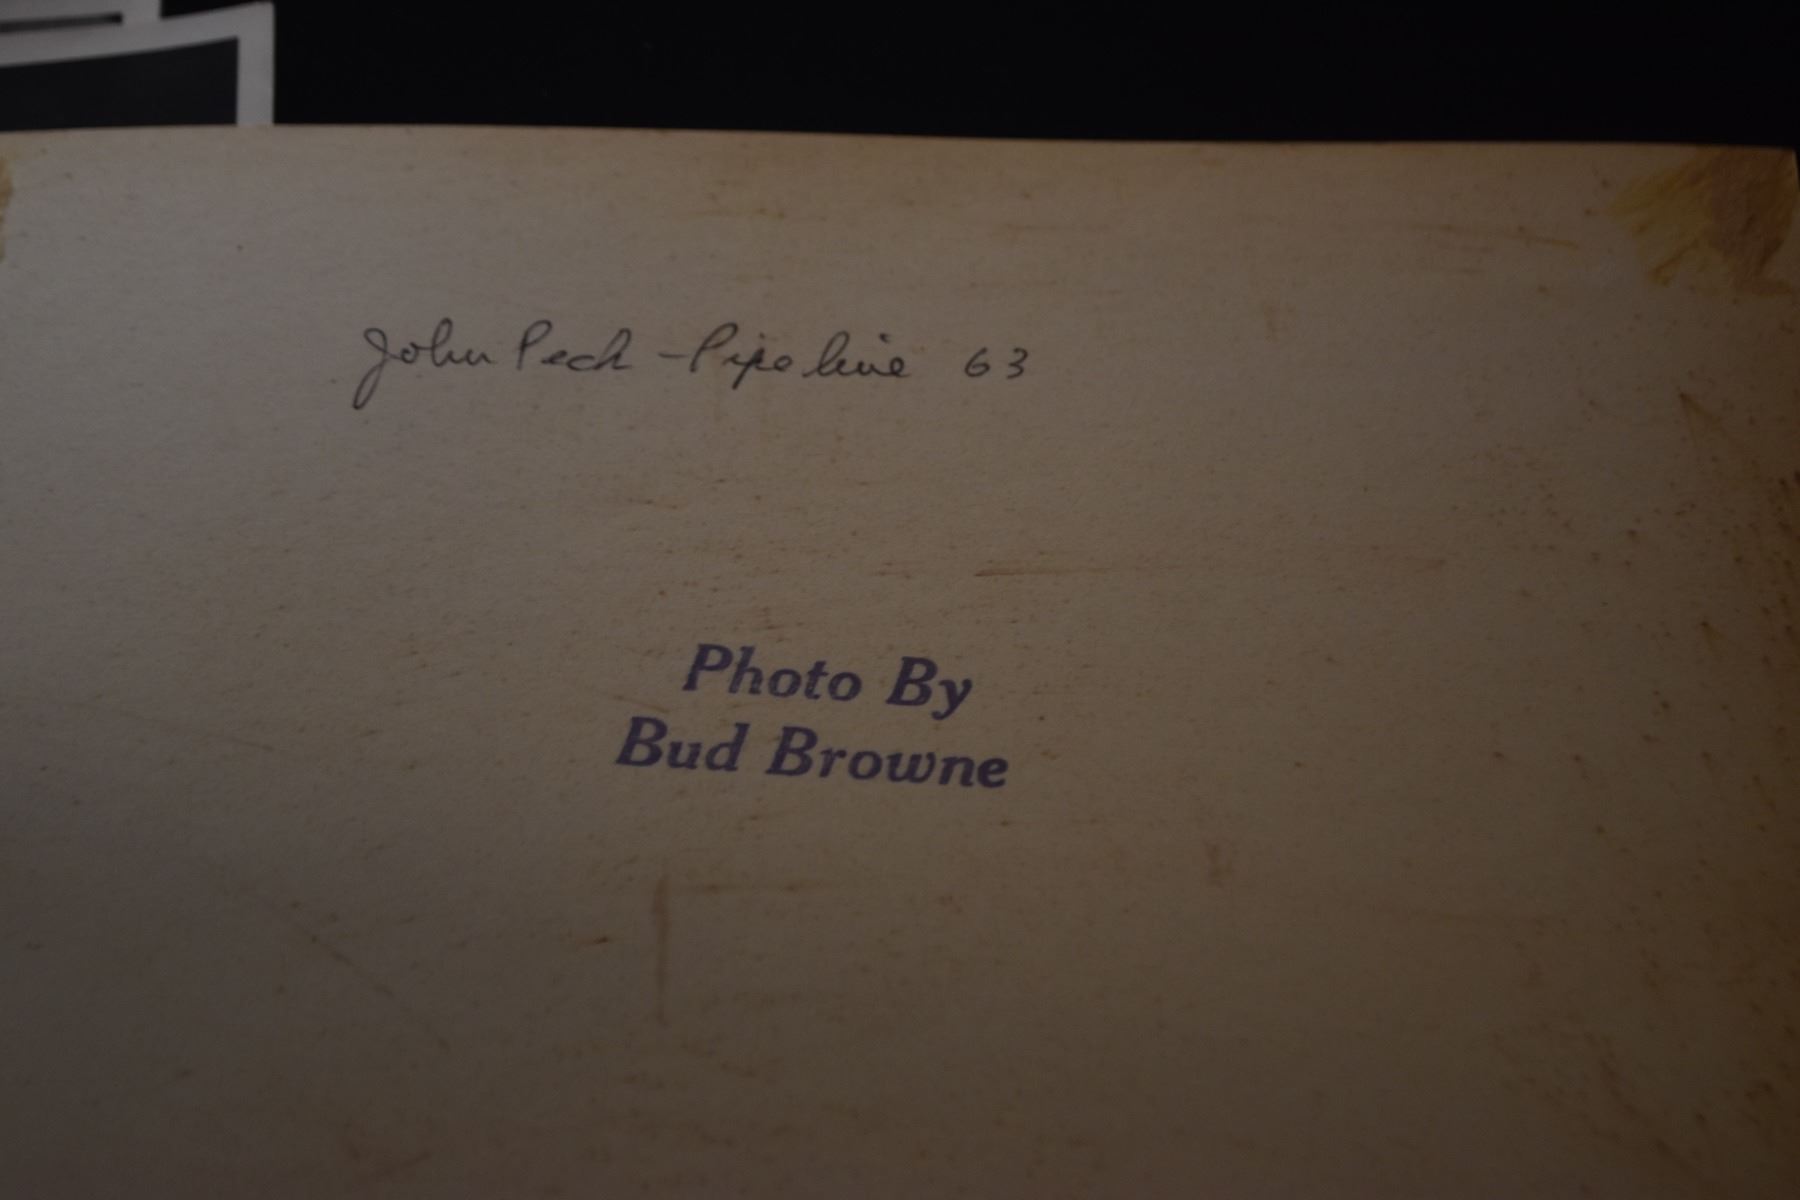 John Peck - Pipeline 63
Photo By
Bud Browne